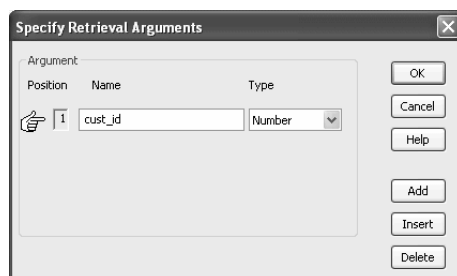 Specify Retrieval Arguments
Argument
Position Name Type
1 cust_id Number
OK
Cancel
Help
Add
Insert
Delete